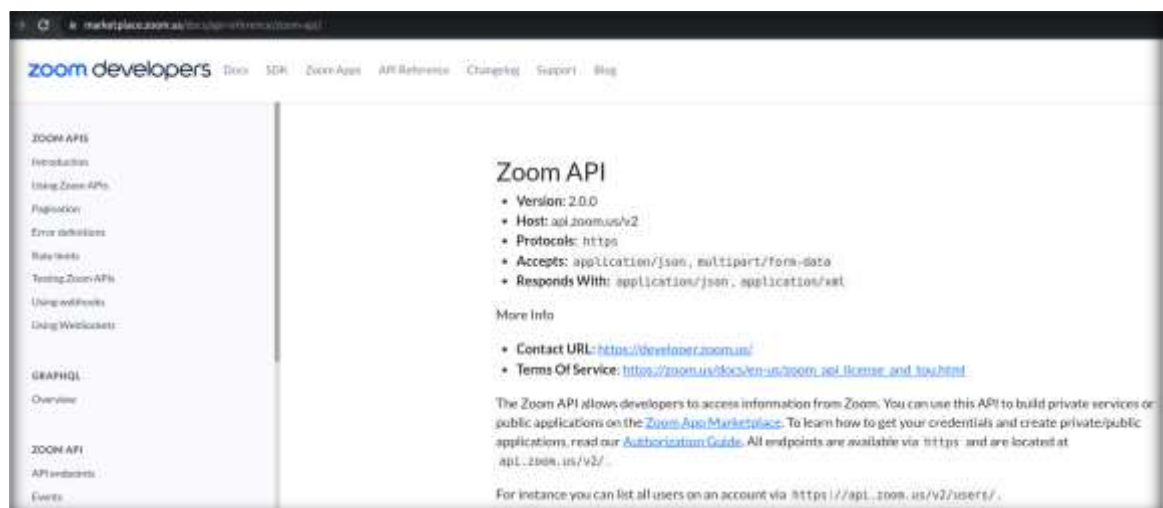 marketplace.zoom.us/docs/api-reference/zoom-api/
zoom developers Docs SDK Zoom Apps API Reference Changelog Support Blog
ZOOM APIS
Introduction
Using Zoom APIs
Pagination
Error definitions
Rate limits
Testing Zoom APIs
Using webhooks
Using WebSockets
GRAPHQL
Overview
ZOOM API
API endpoints
Events
Zoom API
• Version: 2.0.0
• Host: api.zoom.us/v2
• Protocols: https
• Accepts: application/json, multipart/form-data
• Responds With: application/json, application/xml
More Info
• Contact URL: https://developer.zoom.us/
• Terms Of Service: https://zoom.us/docs/en-us/zoom_api_license_and_tou.html
The Zoom API allows developers to access information from Zoom. You can use this API to build private services or
public applications on the Zoom App Marketplace. To learn how to get your credentials and create private/public
applications, read our Authorization Guide. All endpoints are available via https and are located at
api.zoom.us/v2/.
For instance you can list all users on an account via https://api.zoom.us/v2/users/.